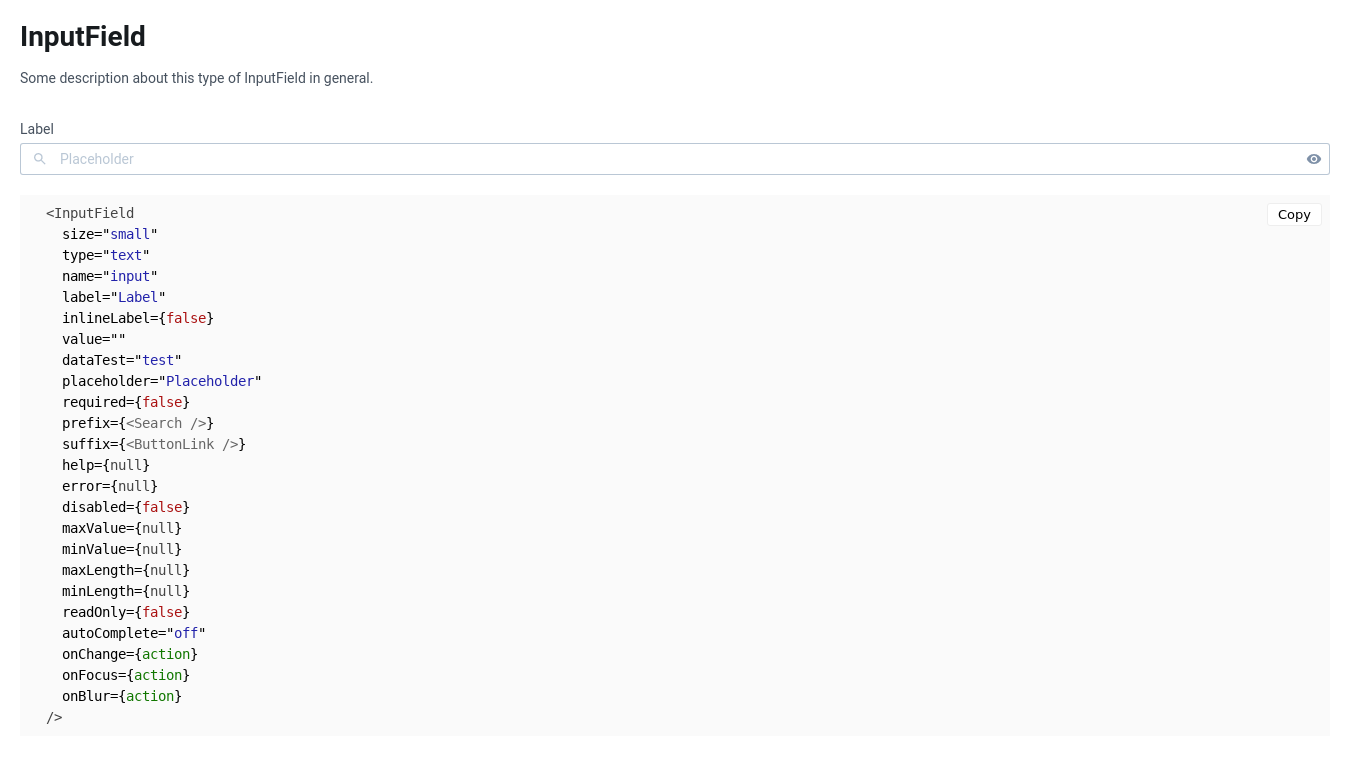 InputField
Some description about this type of InputField in general.
Label
Placeholder
Copy
<InputField
  size="small"
  type="text"
  name="input"
  label="Label"
  inlineLabel={false}
  value=""
  dataTest="test"
  placeholder="Placeholder"
  required={false}
  prefix={<Search />}
  suffix={<ButtonLink />}
  help={null}
  error={null}
  disabled={false}
  maxValue={null}
  minValue={null}
  maxLength={null}
  minLength={null}
  readOnly={false}
  autoComplete="off"
  onChange={action}
  onFocus={action}
  onBlur={action}
/>